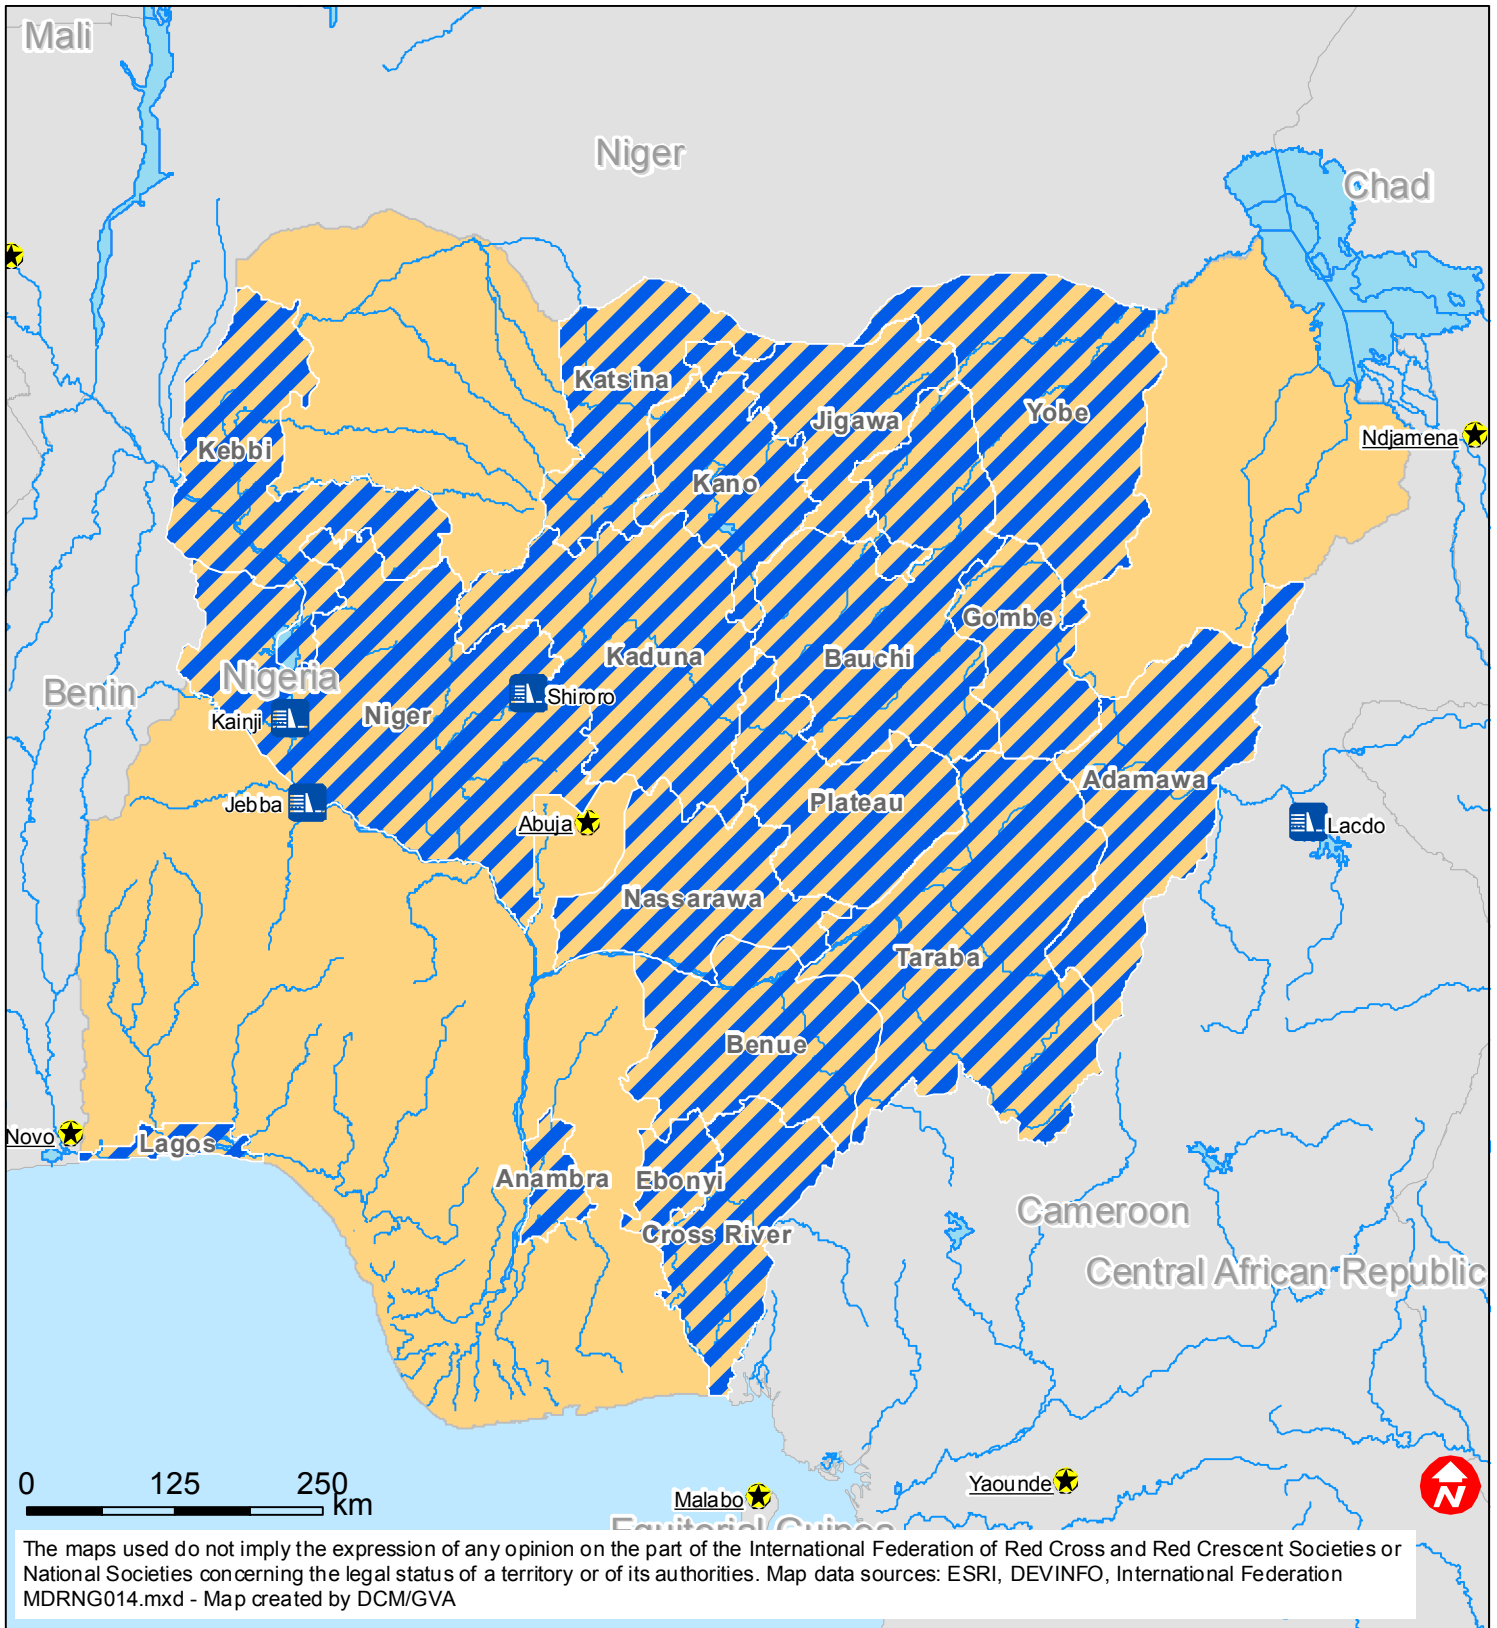 Mali
Niger
Chad
Katsina
Jigawa
Yobe
Ndjamena
Kebbi
Kano
Gombe
Kaduna
Bauchi
Nigeria
Benin
Shiroro
Kainji
Niger
Adamawa
Jebba
Plateau
Abuja
Lacdo
Nassarawa
Taraba
Benue
Novo
Lagos
Anambra
Ebonyi
Cross River
Cameroon
Central African Republic
0 125 250
km
Malabo
Yaounde
N
Equitorial Guinea
The maps used do not imply the expression of any opinion on the part of the International Federation of Red Cross and Red Crescent Societies or
National Societies concerning the legal status of a territory or of its authorities. Map data sources: ESRI, DEVINFO, International Federation
MDRNG014.mxd - Map created by DCM/GVA